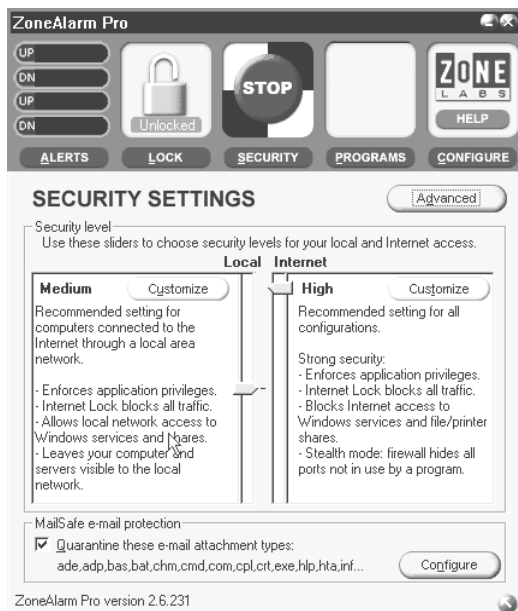 ZoneAlarm Pro
UP
DN
UP
DN
Unlocked
STOP
ZONE
LABS
HELP
ALERTS
LOCK
SECURITY
PROGRAMS
CONFIGURE
SECURITY SETTINGS
Advanced
Security level
Use these sliders to choose security levels for your local and Internet access.
Local Internet
Medium
Customize
Recommended setting for
computers connected to the
Internet through a local area
network.
- Enforces application privileges.
- Internet Lock blocks all traffic.
- Allows local network access to
Windows services and shares.
- Leaves your computer and
servers visible to the local
network.
High
Customize
Recommended setting for all
configurations.
Strong security:
- Enforces application privileges.
- Internet Lock blocks all traffic.
- Blocks Internet access to
Windows services and file/printer
shares.
- Stealth mode: firewall hides all
ports not in use by a program.
MailSafe e-mail protection
Quarantine these e-mail attachment types:
ade,adp,bas,bat,chm,cmd,com,cpl,crt,exe,hlp,hta,inf...
Configure
ZoneAlarm Pro version 2.6.231